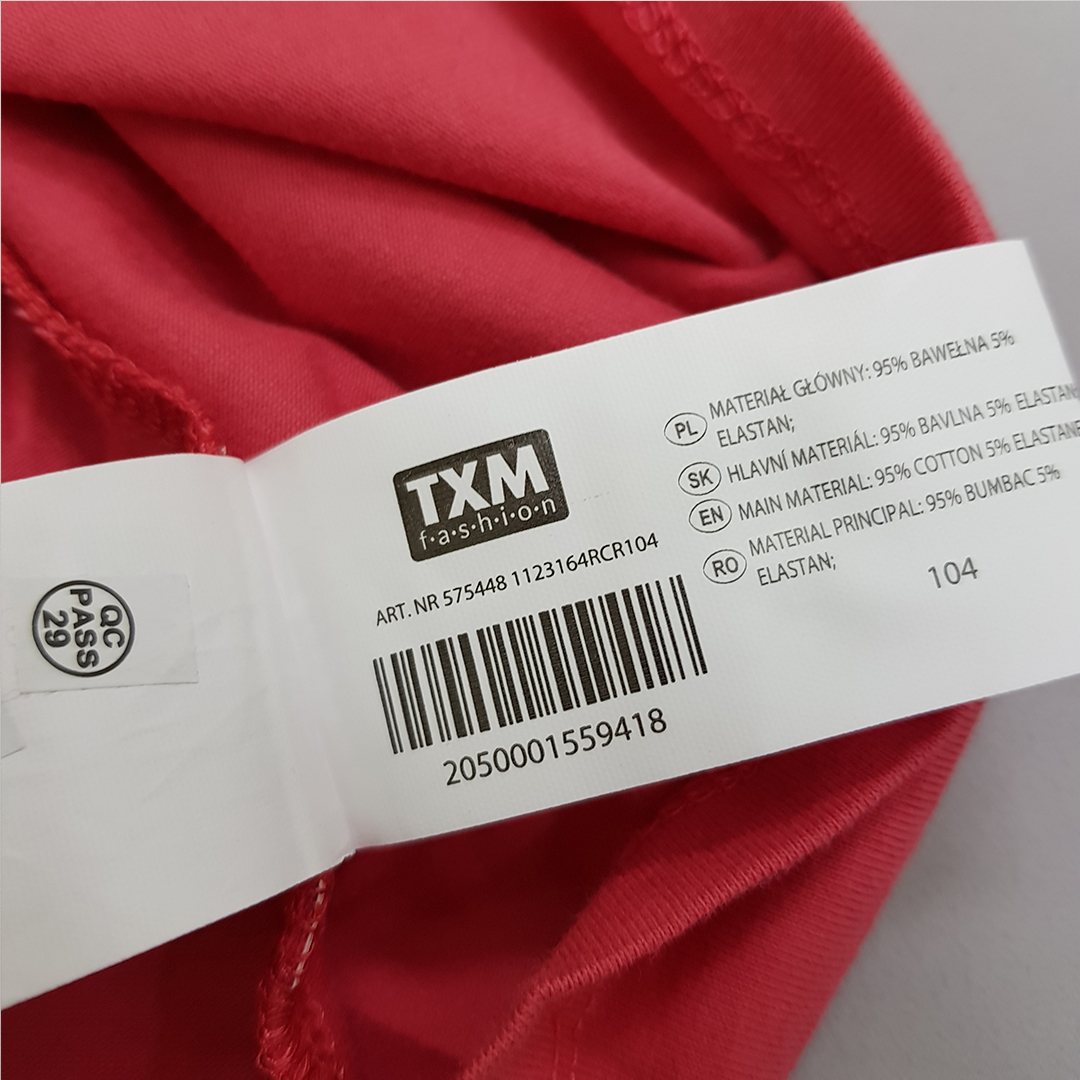 QC
PASS
29
TXM
f·a·s·h·i·o·n
ART. NR 575448 1123164RCR104
2050001559418
PL MATERIAŁ GŁÓWNY: 95% BAWEŁNA 5%
ELASTAN;
SK HLAVNÍ MATERIÁL: 95% BAVLNA 5% ELASTAN;
EN MAIN MATERIAL: 95% COTTON 5% ELASTANE
RO MATERIAL PRINCIPAL: 95% BUMBAC 5%
ELASTAN;
104